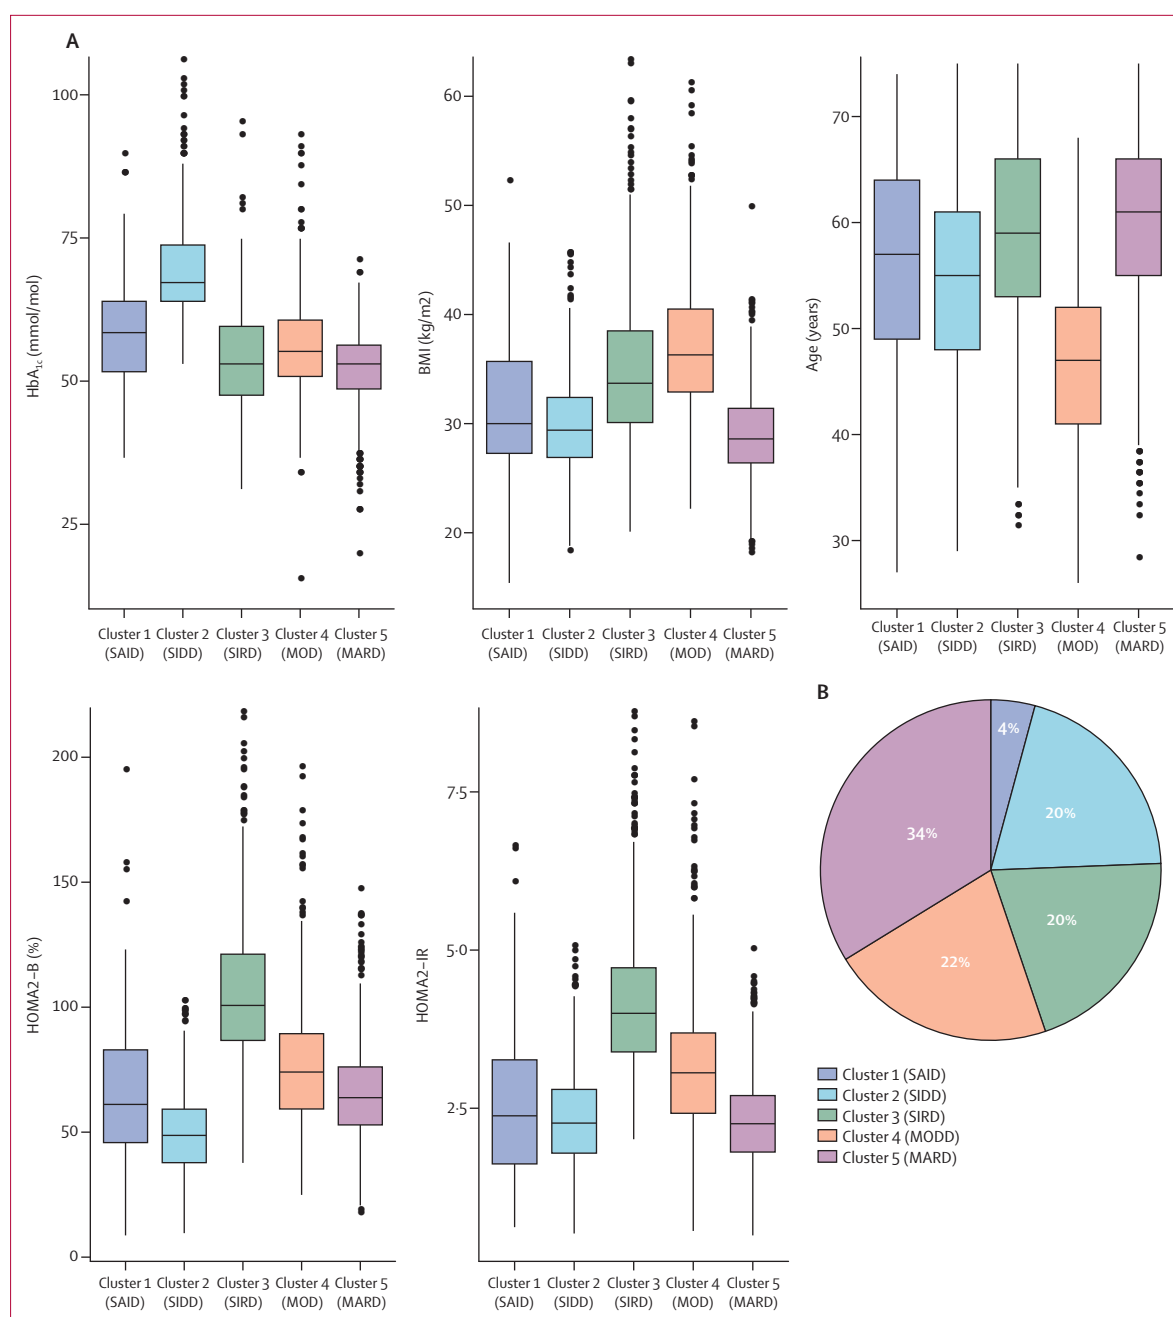 A
HbA1c (mmol/mol)
100
75
50
25
Cluster 1 Cluster 2 Cluster 3 Cluster 4 Cluster 5
(SAID) (SIDD) (SIRD) (MOD) (MARD)
BMI (kg/m2)
60
50
40
30
20
Cluster 1 Cluster 2 Cluster 3 Cluster 4 Cluster 5
(SAID) (SIDD) (SIRD) (MOD) (MARD)
Age (years)
70
60
50
40
30
Cluster 1 Cluster 2 Cluster 3 Cluster 4 Cluster 5
(SAID) (SIDD) (SIRD) (MOD) (MARD)
HOMA2–B (%)
200
150
100
50
0
Cluster 1 Cluster 2 Cluster 3 Cluster 4 Cluster 5
(SAID) (SIDD) (SIRD) (MOD) (MARD)
HOMA2–IR
7·5
5·0
2·5
Cluster 1 Cluster 2 Cluster 3 Cluster 4 Cluster 5
(SAID) (SIDD) (SIRD) (MOD) (MARD)
B
4%
20%
34%
20%
22%
Cluster 1 (SAID)
Cluster 2 (SIDD)
Cluster 3 (SIRD)
Cluster 4 (MODD)
Cluster 5 (MARD)